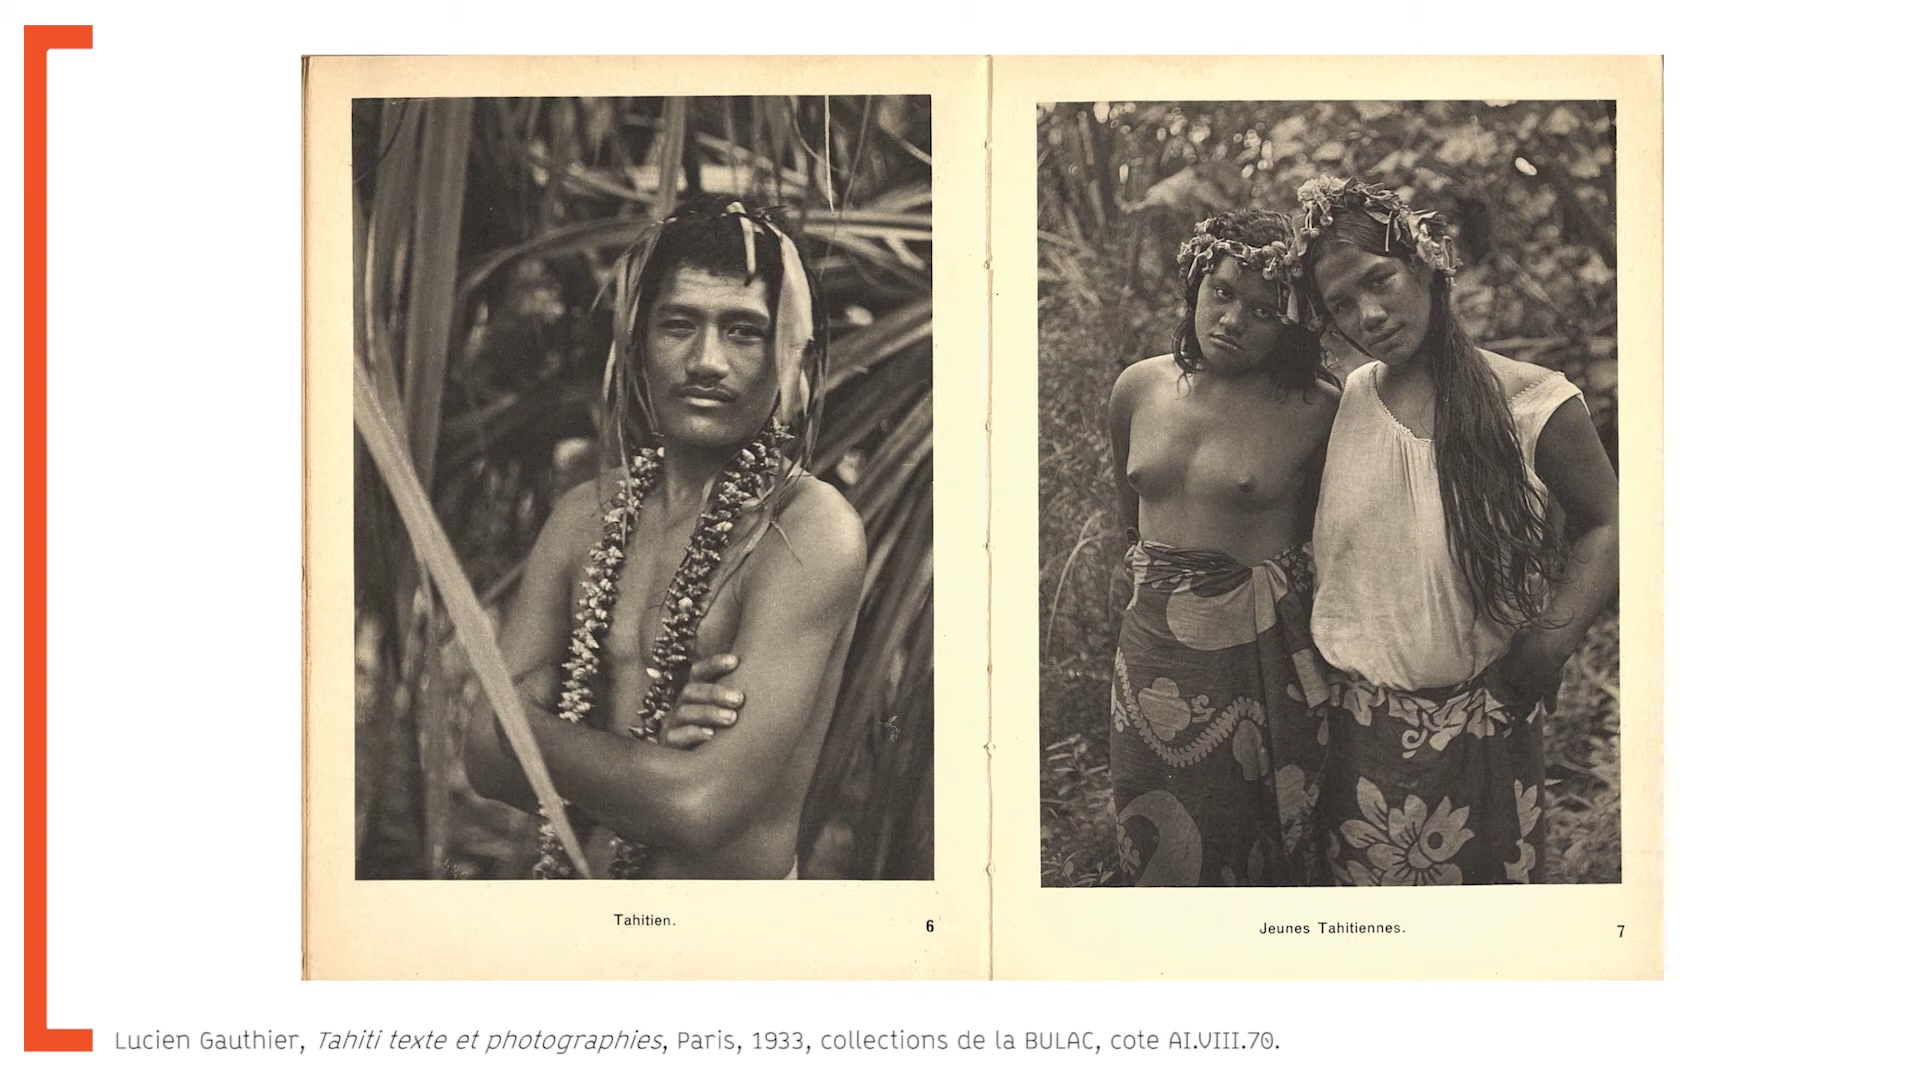 Tahitien.
6
Jeunes Tahitiennes.
7
Lucien Gauthier, Tahiti texte et photographies, Paris, 1933, collections de la BULAC, cote AI.VIII.70.